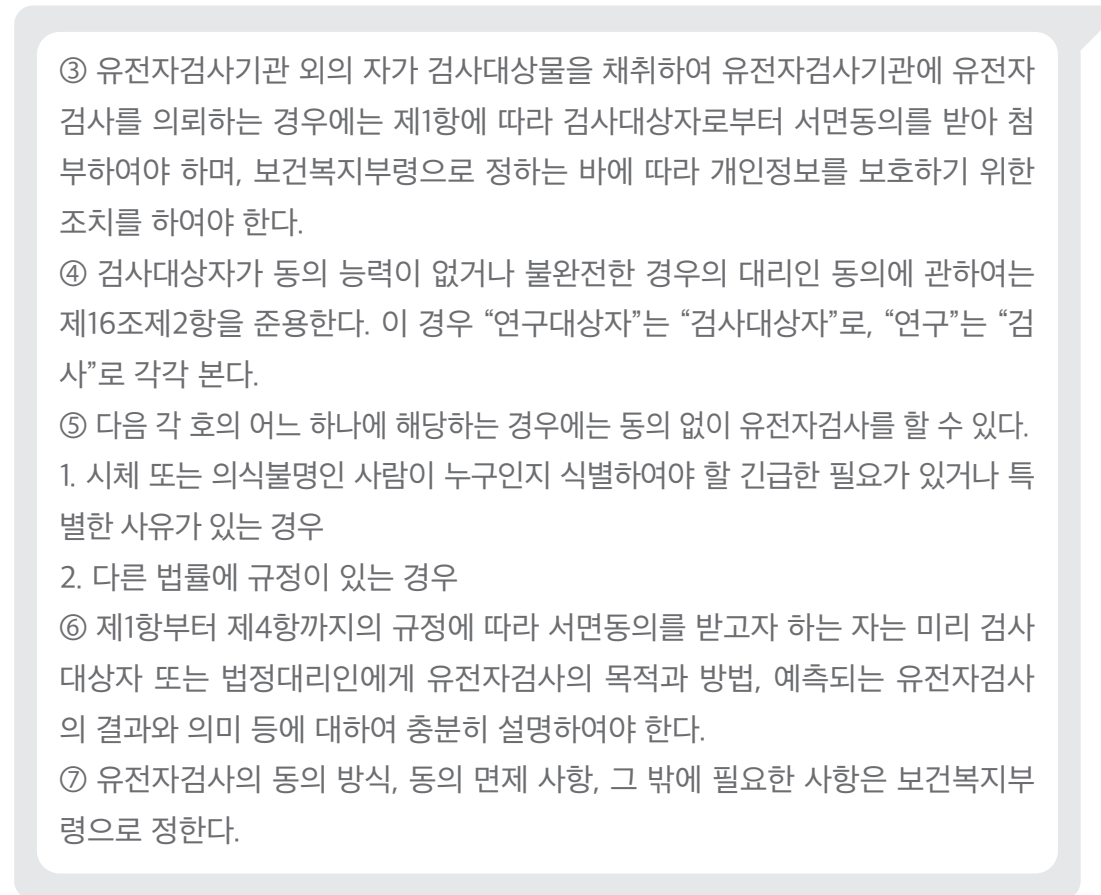 ③ 유전자검사기관 외의 자가 검사대상물을 채취하여 유전자검사기관에 유전자
검사를 의뢰하는 경우에는 제1항에 따라 검사대상자로부터 서면동의를 받아 첨
부하여야 하며, 보건복지부령으로 정하는 바에 따라 개인정보를 보호하기 위한
조치를 하여야 한다.
④ 검사대상자가 동의 능력이 없거나 불완전한 경우의 대리인 동의에 관하여는
제16조제2항을 준용한다. 이 경우 “연구대상자”는 “검사대상자”로, “연구”는 “검
사”로 각각 본다.
⑤ 다음 각 호의 어느 하나에 해당하는 경우에는 동의 없이 유전자검사를 할 수 있다.
1. 시체 또는 의식불명인 사람이 누구인지 식별하여야 할 긴급한 필요가 있거나 특
별한 사유가 있는 경우
2. 다른 법률에 규정이 있는 경우
⑥ 제1항부터 제4항까지의 규정에 따라 서면동의를 받고자 하는 자는 미리 검사
대상자 또는 법정대리인에게 유전자검사의 목적과 방법, 예측되는 유전자검사
의 결과와 의미 등에 대하여 충분히 설명하여야 한다.
⑦ 유전자검사의 동의 방식, 동의 면제 사항, 그 밖에 필요한 사항은 보건복지부
령으로 정한다.